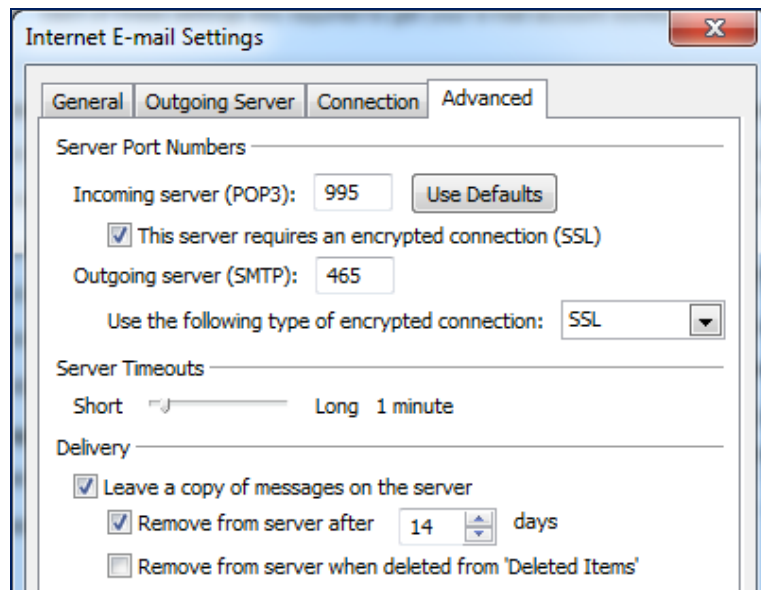 Internet E-mail Settings
X
General Outgoing Server Connection Advanced
Server Port Numbers
Incoming server (POP3): 995 Use Defaults
This server requires an encrypted connection (SSL)
Outgoing server (SMTP): 465
Use the following type of encrypted connection: SSL
Server Timeouts
Short Long 1 minute
Delivery
Leave a copy of messages on the server
Remove from server after 14 days
Remove from server when deleted from 'Deleted Items'